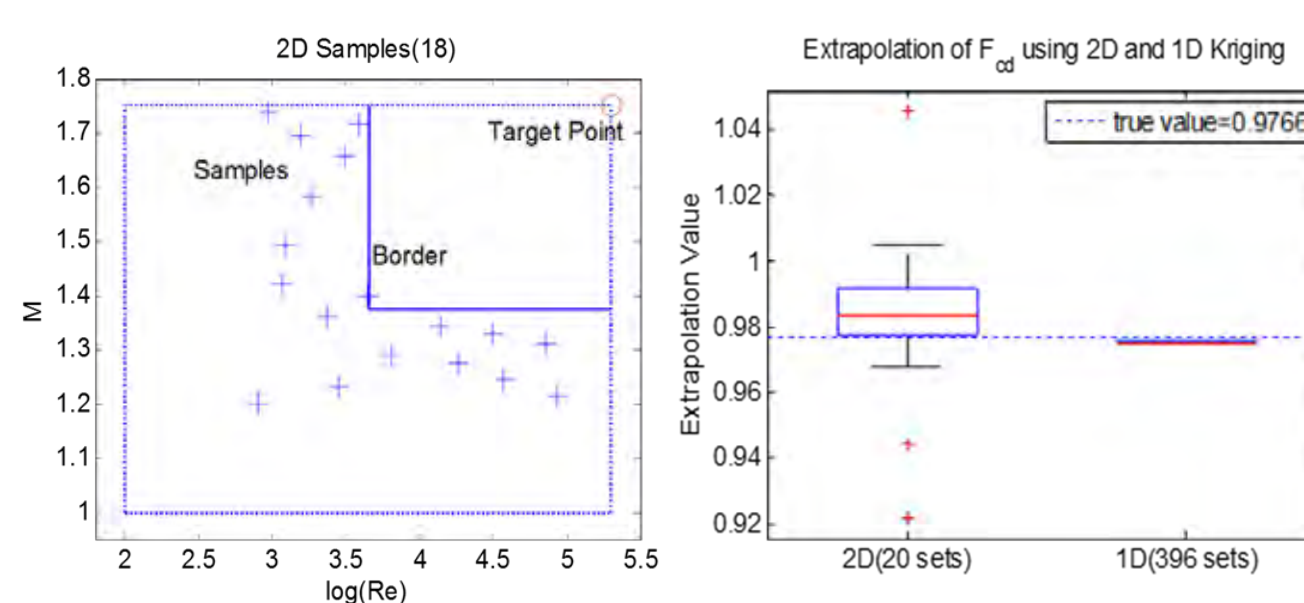 2D Samples(18)
1.8
1.7
1.6
1.5
1.4
1.3
1.2
1.1
1
M
Target Point
Samples
Border
2 2.5 3 3.5 4 4.5 5 5.5
log(Re)
Extrapolation of F_cd using 2D and 1D Kriging
true value=0.9766
1.04
1.02
1
0.98
0.96
0.94
0.92
Extrapolation Value
2D(20 sets) 1D(396 sets)